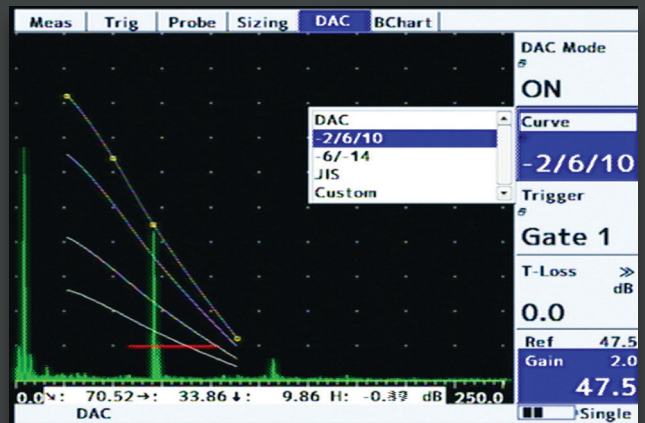 Meas Trig Probe Sizing DAC BChart
DAC Mode
ON
Curve
-2/6/10
Trigger
Gate 1
T-Loss
dB
0.0
Ref 47.5
Gain 2.0
47.5
DAC
-2/6/10
-6/-14
JIS
Custom
0.0 70.52 33.86 9.86 H: dB 250.0
DAC
Single